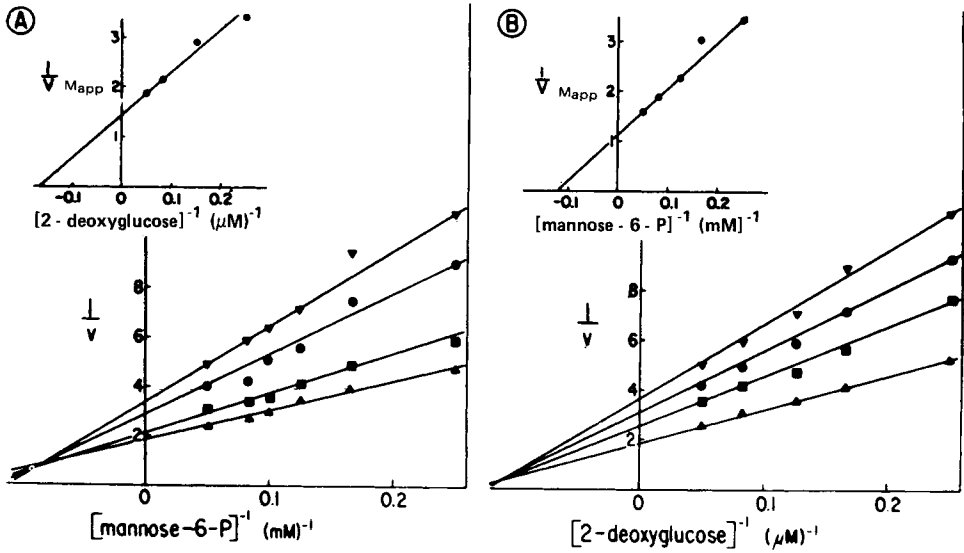 A
1/V Mapp
3
2
1
-0.1 0 0.1 0.2
[2-deoxyglucose]⁻¹ (μM)⁻¹
1/v
8
6
4
2
0 0.1 0.2
[mannose-6-P]⁻¹ (mM)⁻¹
B
1/V Mapp
3
2
1
-0.1 0 0.1 0.2
[mannose-6-P]⁻¹ (mM)⁻¹
1/v
8
6
4
2
0 0.1 0.2
[2-deoxyglucose]⁻¹ (μM)⁻¹